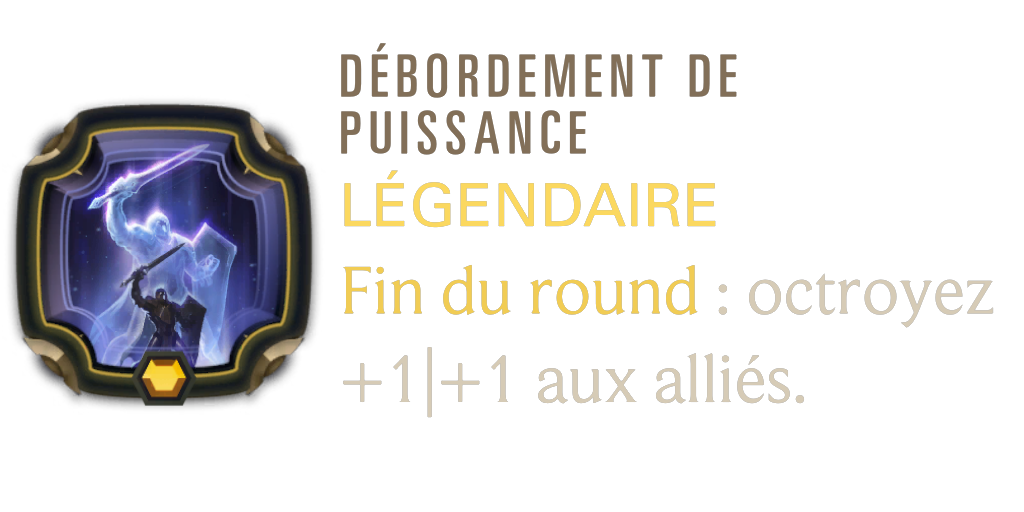 DÉBORDEMENT DE
PUISSANCE
LÉGENDAIRE
Fin du round : octroyez
+1|+1 aux alliés.